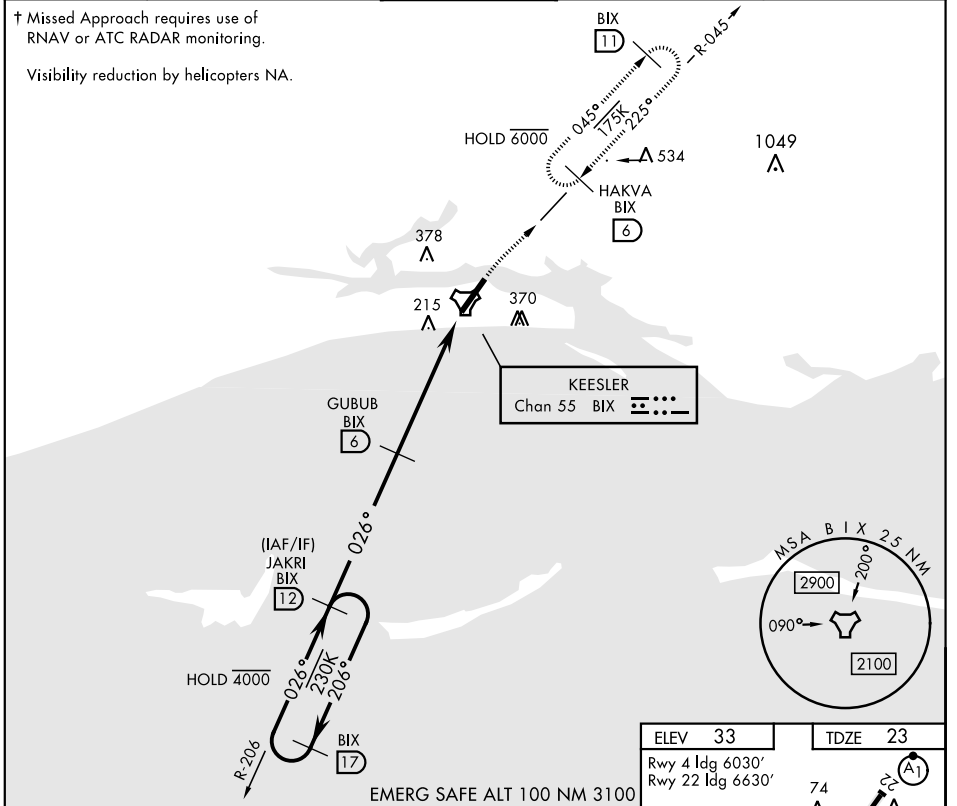 † Missed Approach requires use of
RNAV or ATC RADAR monitoring.
Visibility reduction by helicopters NA.
BIX
11
R-045
045°
175K
225°
HOLD 6000
534
1049
HAKVA
BIX
6
378
215
370
KEESLER
Chan 55 BIX
GUBUB
BIX
6
026°
(IAF/IF)
JAKRI
BIX
12
HOLD 4000
026°
230K
206°
BIX
17
R-206
MSA BIX 25 NM
200°
2900
090°
2100
EMERG SAFE ALT 100 NM 3100
ELEV 33
TDZE 23
Rwy 4 ldg 6030'
Rwy 22 ldg 6630'
74
22
A1